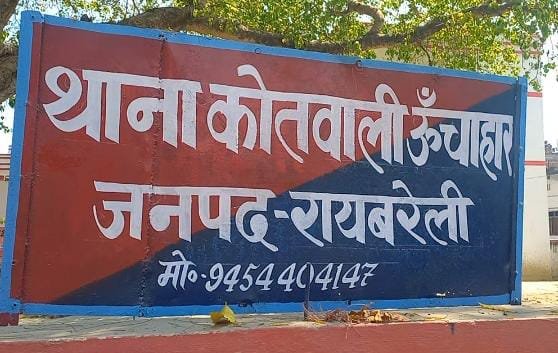 थाना कोतवाली ऊँचाहार
जनपद-रायबरेली
मो०-9454404147